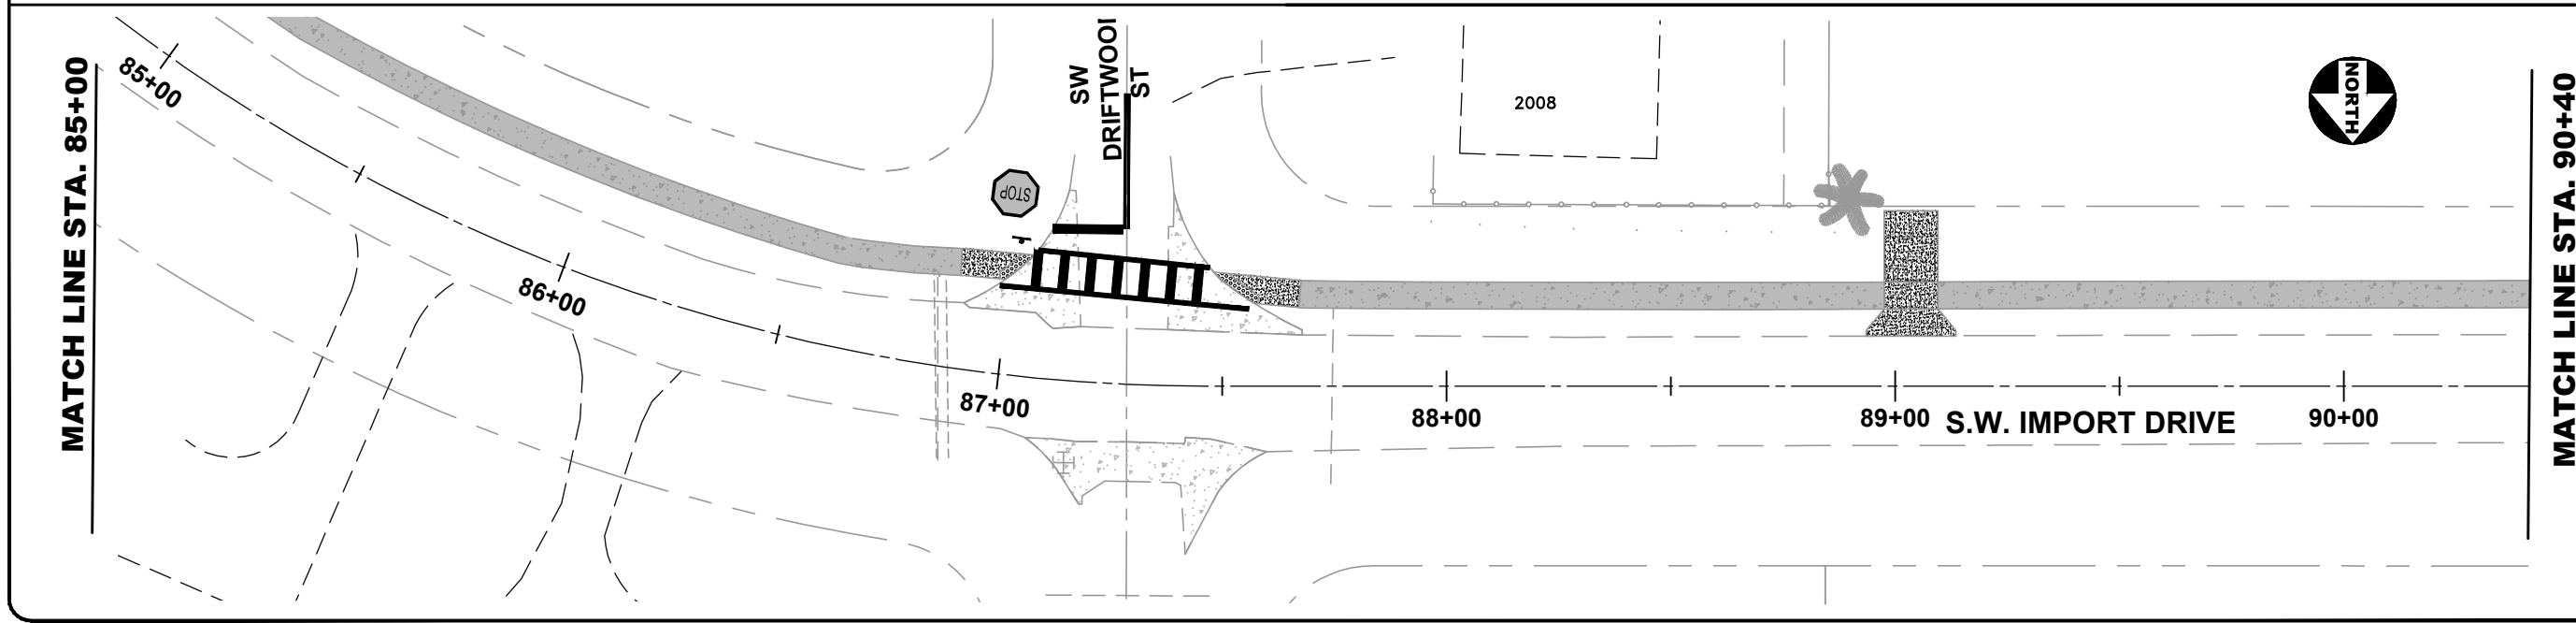 MATCH LINE STA. 85+00
85+00
86+00
87+00
88+00
89+00
90+00
S.W. IMPORT DRIVE
SW
ST
STOP
2008
NORTH
MATCH LINE STA. 90+40